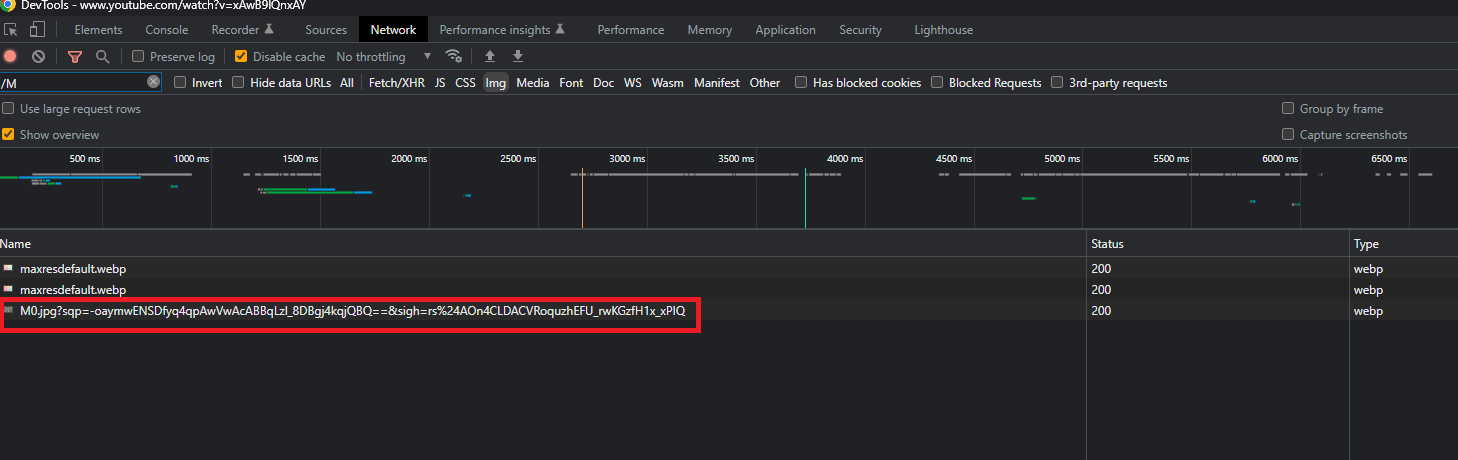 DevTools - www.youtube.com/watch?v=xAwB9lQnxAY
Elements Console Recorder Sources Network Performance insights Performance Memory Application Security Lighthouse
Preserve log Disable cache No throttling
/M Invert Hide data URLs All Fetch/XHR JS CSS Img Media Font Doc WS Wasm Manifest Other Has blocked cookies Blocked Requests 3rd-party requests
Use large request rows Group by frame
Show overview Capture screenshots
500 ms 1000 ms 1500 ms 2000 ms 2500 ms 3000 ms 3500 ms 4000 ms 4500 ms 5000 ms 5500 ms 6000 ms 6500 ms
Name Status Type
maxresdefault.webp 200 webp
maxresdefault.webp 200 webp
M0.jpg?sqp=-oaymwENSDfyq4qpAwVwAcABBqLzl_8DBgj4kqjQBQ==&sigh=rs%24AOn4CLDACVRoquzhEFU_rwKGzfH1x_xPIQ 200 webp